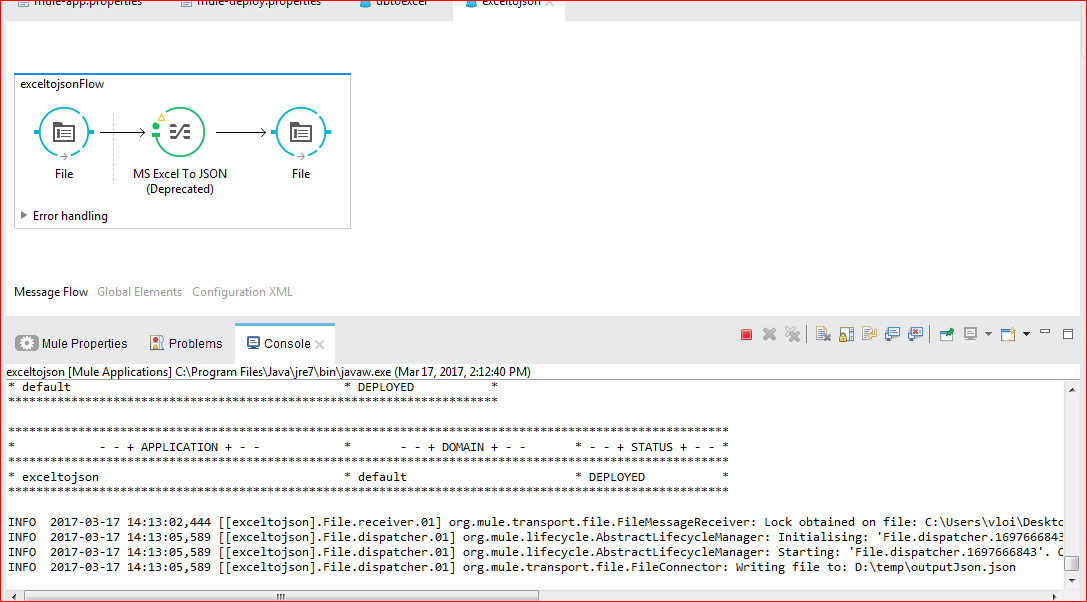 mule-app.properties mule-deploy.properties dbtoexcel exceltojson
exceltojsonFlow
File
MS Excel To JSON
(Deprecated)
File
Error handling
Message Flow Global Elements Configuration XML
Mule Properties Problems Console
exceltojson [Mule Applications] C:\Program Files\Java\jre7\bin\javaw.exe (Mar 17, 2017, 2:12:40 PM)
* default * DEPLOYED *
**********************************************************************
*******************************************************************************************************
* - - + APPLICATION + - - * - - + DOMAIN + - - * - - + STATUS + - - *
*******************************************************************************************************
* exceltojson * default * DEPLOYED *
*******************************************************************************************************
INFO 2017-03-17 14:13:02,444 [[exceltojson].File.receiver.01] org.mule.transport.file.FileMessageReceiver: Lock obtained on file: C:\Users\vloi\Deskto
INFO 2017-03-17 14:13:05,589 [[exceltojson].File.dispatcher.01] org.mule.lifecycle.AbstractLifecycleManager: Initialising: 'File.dispatcher.1697666843
INFO 2017-03-17 14:13:05,589 [[exceltojson].File.dispatcher.01] org.mule.lifecycle.AbstractLifecycleManager: Starting: 'File.dispatcher.1697666843'. O
INFO 2017-03-17 14:13:05,589 [[exceltojson].File.dispatcher.01] org.mule.transport.file.FileConnector: Writing file to: D:\temp\outputJson.json